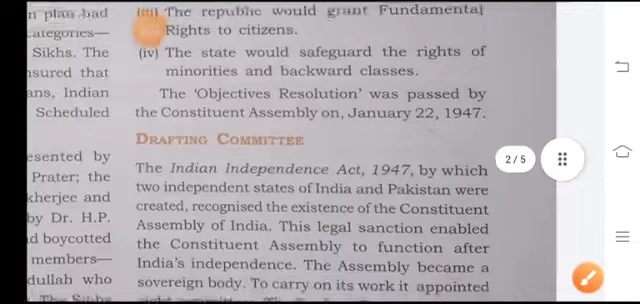 n plan had
categories—
Sikhs. The
nsured that
ans, Indian
Scheduled
esented by
Prater; the
kherjee and
by Dr. H.P.
d boycotted
members—
dullah who
(iii) The republic would grant Fundamental
Rights to citizens.
(iv) The state would safeguard the rights of
minorities and backward classes.
The ‘Objectives Resolution’ was passed by
the Constituent Assembly on, January 22, 1947.
DRAFTING COMMITTEE
The Indian Independence Act, 1947, by which
two independent states of India and Pakistan were
created, recognised the existence of the Constituent
Assembly of India. This legal sanction enabled
the Constituent Assembly to function after
India's independence. The Assembly became a
sovereign body. To carry on its work it appointed
2/5